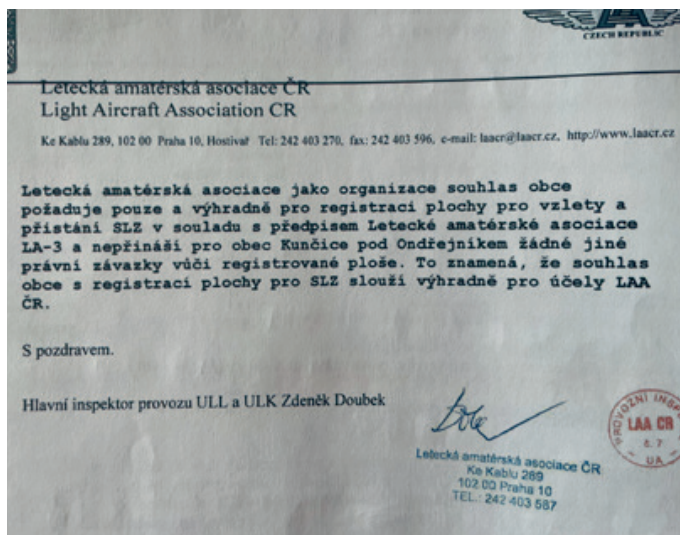 CZECH REPUBLIC
Letecká amatérská asociace ČR
Light Aircraft Association CR
Ke Kablu 289, 102 00 Praha 10, Hostivař Tel: 242 403 270, fax: 242 403 596, e-mail: laacr@laacr.cz, http://www.laacr.cz
Letecká amatérská asociace jako organizace souhlas obce
požaduje pouze a výhradně pro registraci plochy pro vzlety a
přistání SLZ v souladu s předpisem Letecké amatérské asociace
LA-3 a nepřináší pro obec Kunčice pod Ondřejníkem žádné jiné
právní závazky vůči registrované ploše. To znamená, že souhlas
obce s registrací plochy pro SLZ slouží výhradně pro účely LAA
ČR.
S pozdravem.
Hlavní inspektor provozu ULL a ULK Zdeněk Doubek
PROVOZNÍ INSPE
LAA CR
č. 7
UA
Letecká amatérská asociace ČR
Ke Kablu 289
102 00 Praha 10
TEL.: 242 403 587